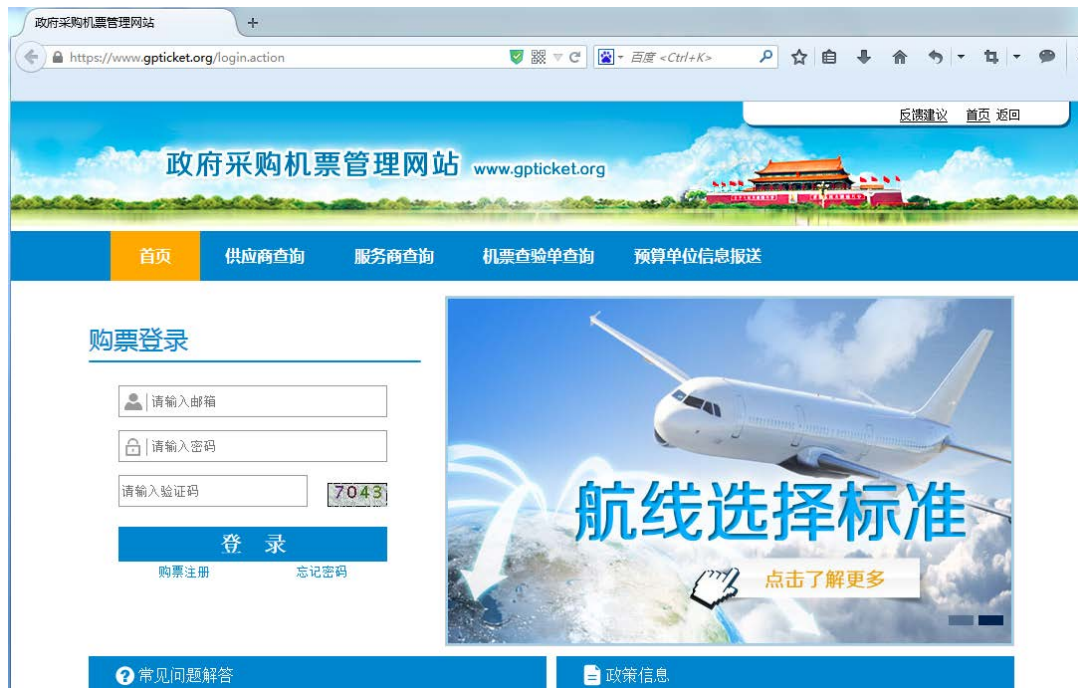 政府采购机票管理网站
https://www.gpticket.org/login.action
百度 <Ctrl+K>
反馈建议 首页 返回
政府采购机票管理网站 www.gpticket.org
首页 供应商查询 服务商查询 机票查验单查询 预算单位信息报送
购票登录
请输入邮箱
请输入密码
请输入验证码 7043
登 录
购票注册 忘记密码
航线选择标准
点击了解更多
常见问题解答 政策信息